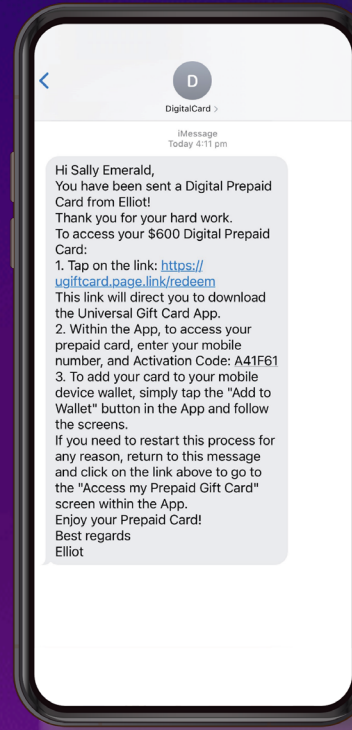 D
DigitalCard >
iMessage
Today 4:11 pm
Hi Sally Emerald,
You have been sent a Digital Prepaid
Card from Elliot!
Thank you for your hard work.
To access your $600 Digital Prepaid
Card:
1. Tap on the link: https://
ugiftcard.page.link/redeem
This link will direct you to download
the Universal Gift Card App.
2. Within the App, to access your
prepaid card, enter your mobile
number, and Activation Code: A41F61
3. To add your card to your mobile
device wallet, simply tap the "Add to
Wallet" button in the App and follow
the screens.
If you need to restart this process for
any reason, return to this message
and click on the link above to go to
the "Access my Prepaid Gift Card"
screen within the App.
Enjoy your Prepaid Card!
Best regards
Elliot